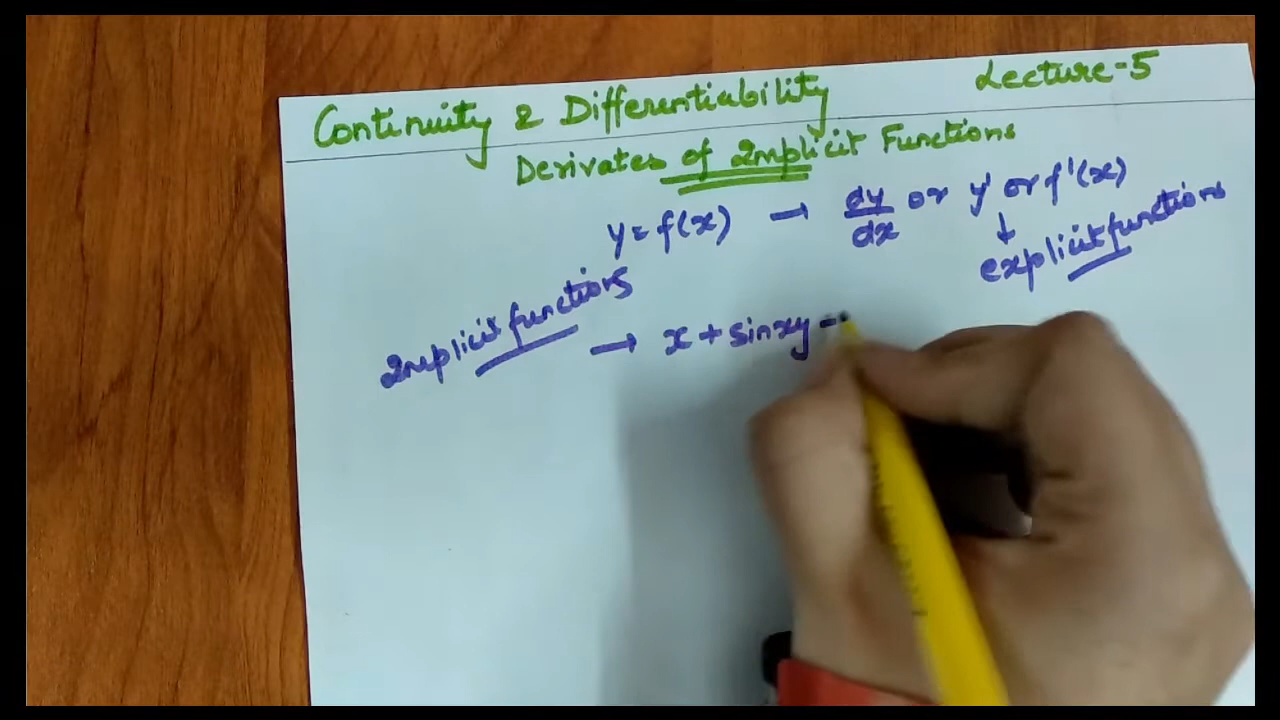 Continuity & Differentiability Lecture-5
Derivates of Implicit Functions
y = f(x) → dy/dx or y' or f'(x)
↓
explicit functions
Implicit functions → x + sinxy -